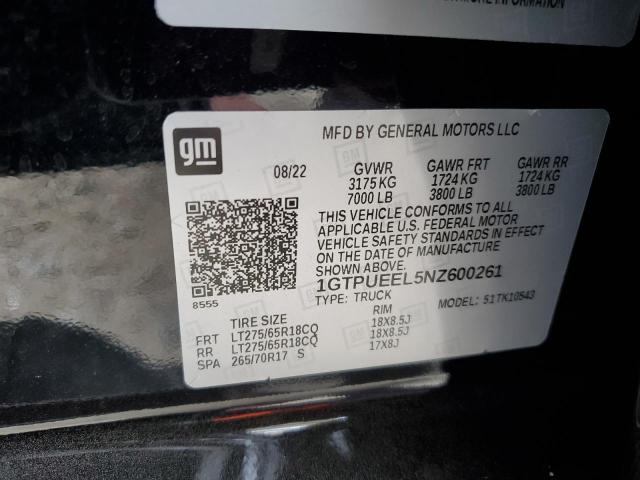 MORE INFORMATION
gm
MFD BY GENERAL MOTORS LLC
08/22
GVWR GAWR FRT GAWR RR
3175 KG 1724 KG 1724 KG
7000 LB 3800 LB 3800 LB
THIS VEHICLE CONFORMS TO ALL
APPLICABLE U.S. FEDERAL MOTOR
VEHICLE SAFETY STANDARDS IN EFFECT
ON THE DATE OF MANUFACTURE
SHOWN ABOVE.
8555
1GTPUEEL5NZ600261
TYPE: TRUCK MODEL: 51TK10543
TIRE SIZE RIM
FRT LT275/65R18CQ 18X8.5J
RR LT275/65R18CQ 18X8.5J
SPA 265/70R17 S 17X8J